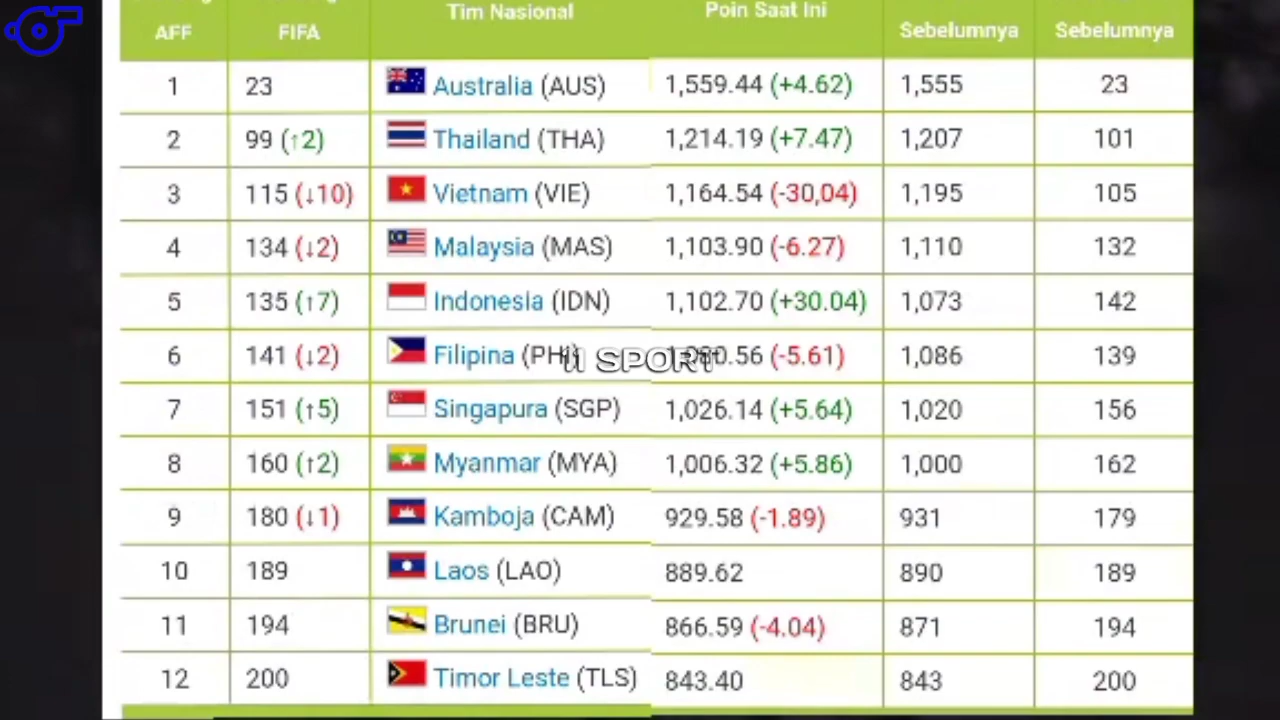 Tim Nasional Poin Saat Ini
AFF FIFA Sebelumnya Sebelumnya
1 23 Australia (AUS) 1,559.44 (+4.62) 1,555 23
2 99 (↑2) Thailand (THA) 1,214.19 (+7.47) 1,207 101
3 115 (↓10) Vietnam (VIE) 1,164.54 (-30,04) 1,195 105
4 134 (↓2) Malaysia (MAS) 1,103.90 (-6.27) 1,110 132
5 135 (↑7) Indonesia (IDN) 1,102.70 (+30.04) 1,073 142
6 141 (↓2) Filipina (PHI) 1,080.56 (-5.61) 1,086 139
SPORT
7 151 (↑5) Singapura (SGP) 1,026.14 (+5.64) 1,020 156
8 160 (↑2) Myanmar (MYA) 1,006.32 (+5.86) 1,000 162
9 180 (↓1) Kamboja (CAM) 929.58 (-1.89) 931 179
10 189 Laos (LAO) 889.62 890 189
11 194 Brunei (BRU) 866.59 (-4.04) 871 194
12 200 Timor Leste (TLS) 843.40 843 200